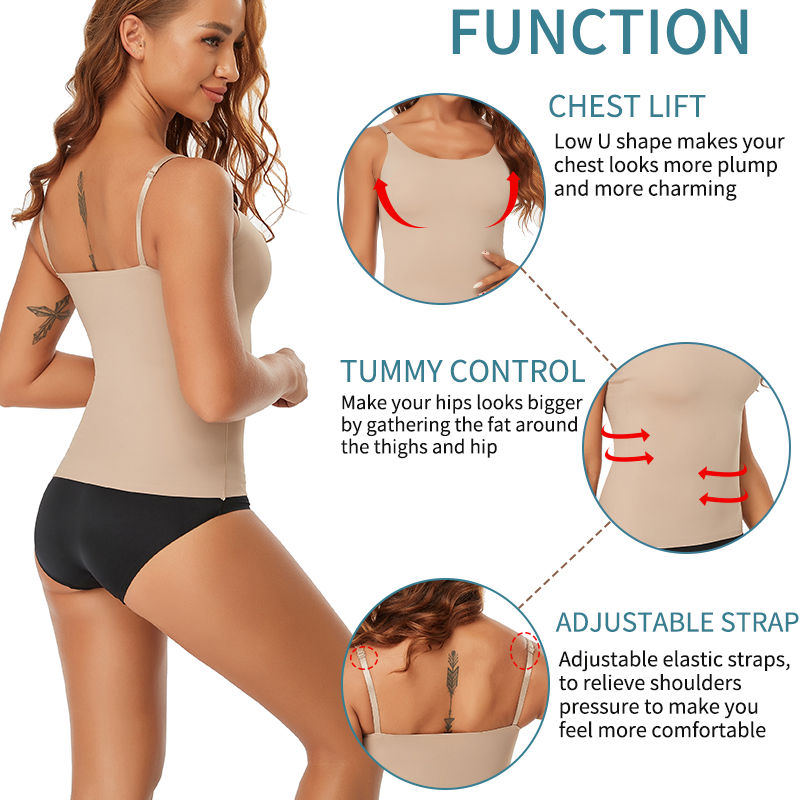 FUNCTION
CHEST LIFT
Low U shape makes your
chest looks more plump
and more charming
TUMMY CONTROL
Make your hips looks bigger
by gathering the fat around
the thighs and hip
ADJUSTABLE STRAP
Adjustable elastic straps,
to relieve shoulders
pressure to make you
feel more comfortable